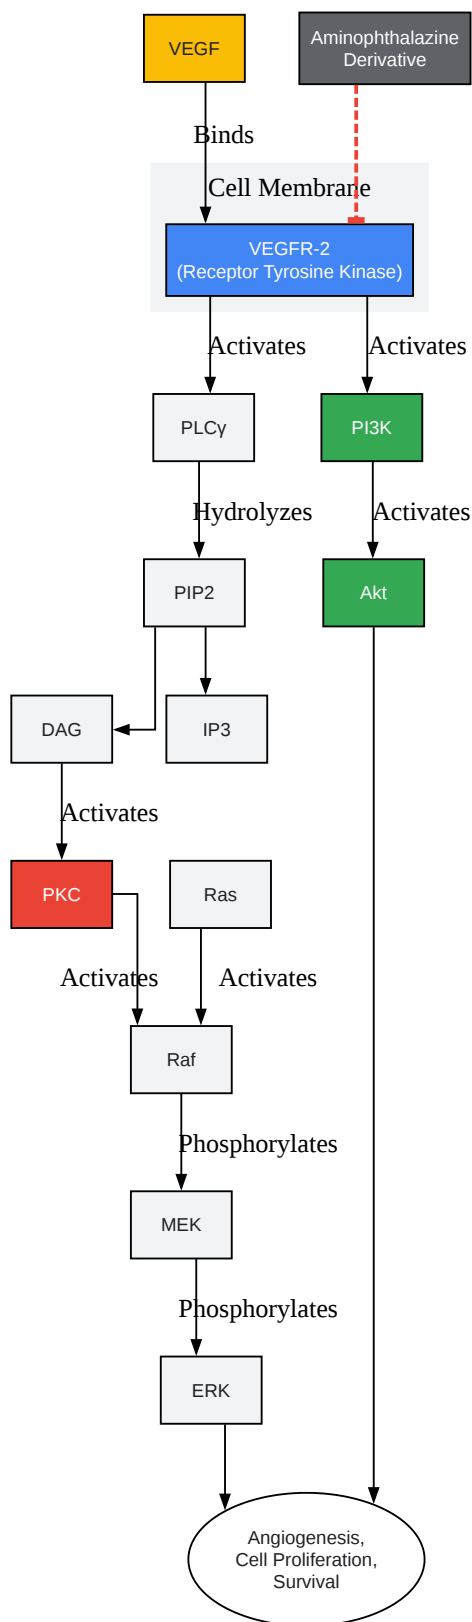 VEGF
Aminophthalazine
Derivative
Binds
Cell Membrane
VEGFR-2
(Receptor Tyrosine Kinase)
Activates
Activates
PLCγ
PI3K
Hydrolyzes
Activates
PIP2
Akt
DAG
IP3
Activates
PKC
Ras
Activates
Activates
Raf
Phosphorylates
MEK
Phosphorylates
ERK
Angiogenesis,
Cell Proliferation,
Survival